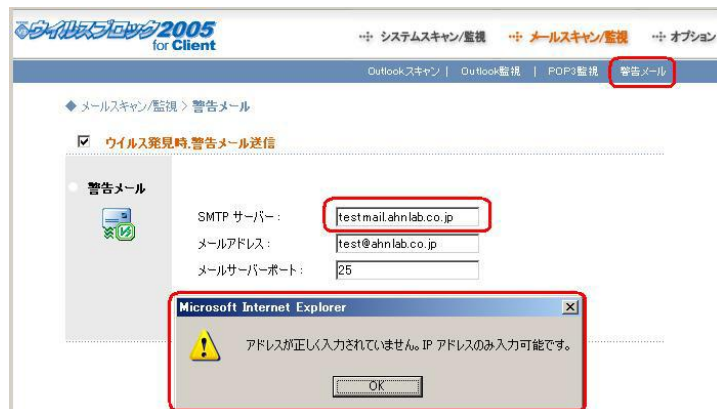 ウイルスブロック2005
for Client
システムスキャン/監視 メールスキャン/監視 オプション
Outlookスキャン | Outlook監視 | POP3監視 警告メール
メールスキャン/監視 > 警告メール
ウイルス発見時,警告メール送信
警告メール
SMTP サーバー : testmail.ahnlab.co.jp
メールアドレス : test@ahnlab.co.jp
メールサーバーポート : 25
Microsoft Internet Explorer
アドレスが正しく入力されていません。IP アドレスのみ入力可能です。
OK